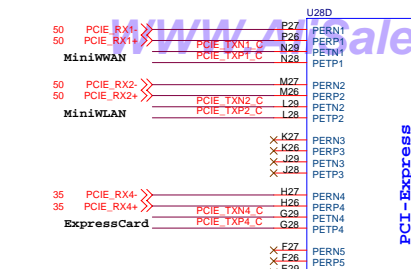 U28D
WWW.AliSale
50 PCIE_RX1- P27 PERN1
50 PCIE_RX1+ P26 PERP1
PCIE_TXN1_C N29 PETN1
MiniWWAN PCIE_TXP1_C N28 PETP1
50 PCIE_RX2- M27 PERN2
50 PCIE_RX2+ M26 PERP2
PCIE_TXN2_C L29 PETN2
MiniWLAN PCIE_TXP2_C L28 PETP2
K27 PERN3
K26 PERP3
J29 PETN3
J28 PETP3
35 PCIE_RX4- H27 PERN4
35 PCIE_RX4+ H26 PERP4
PCIE_TXN4_C G29 PETN4
ExpressCard PCIE_TXP4_C G28 PETP4
F27 PERN5
F26 PERP5
PCI-Express